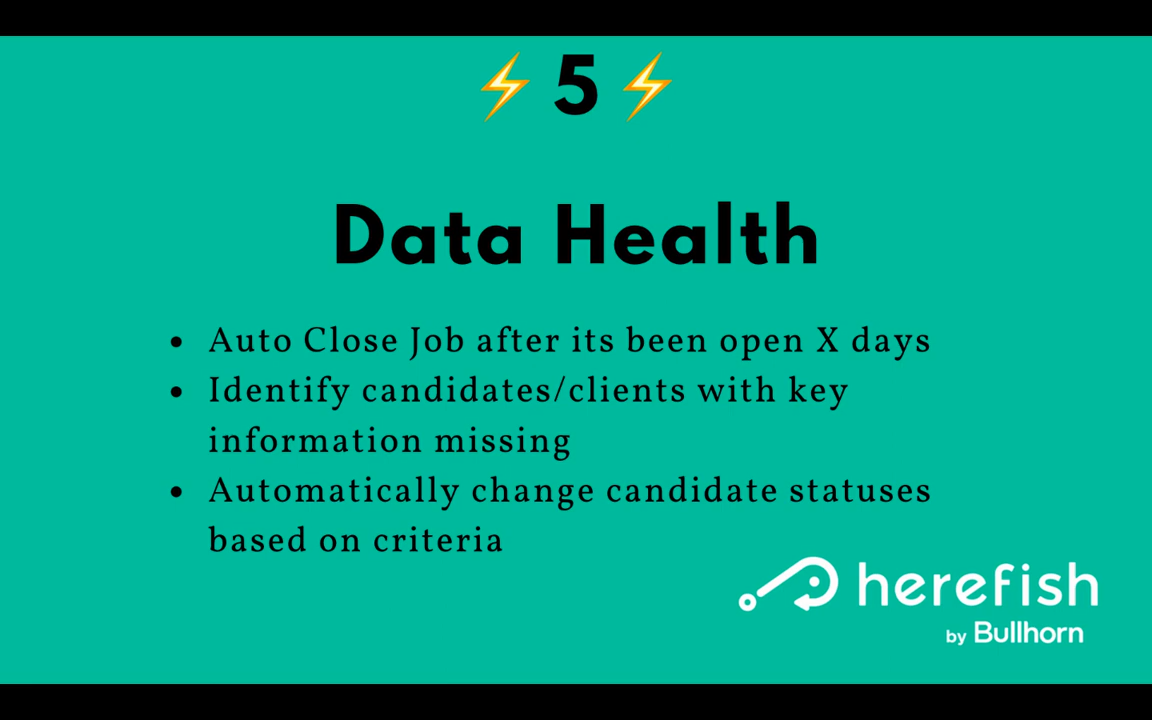 ⚡ 5 ⚡
Data Health
• Auto Close Job after its been open X days
• Identify candidates/clients with key
information missing
• Automatically change candidate statuses
based on criteria
herefish
by Bullhorn